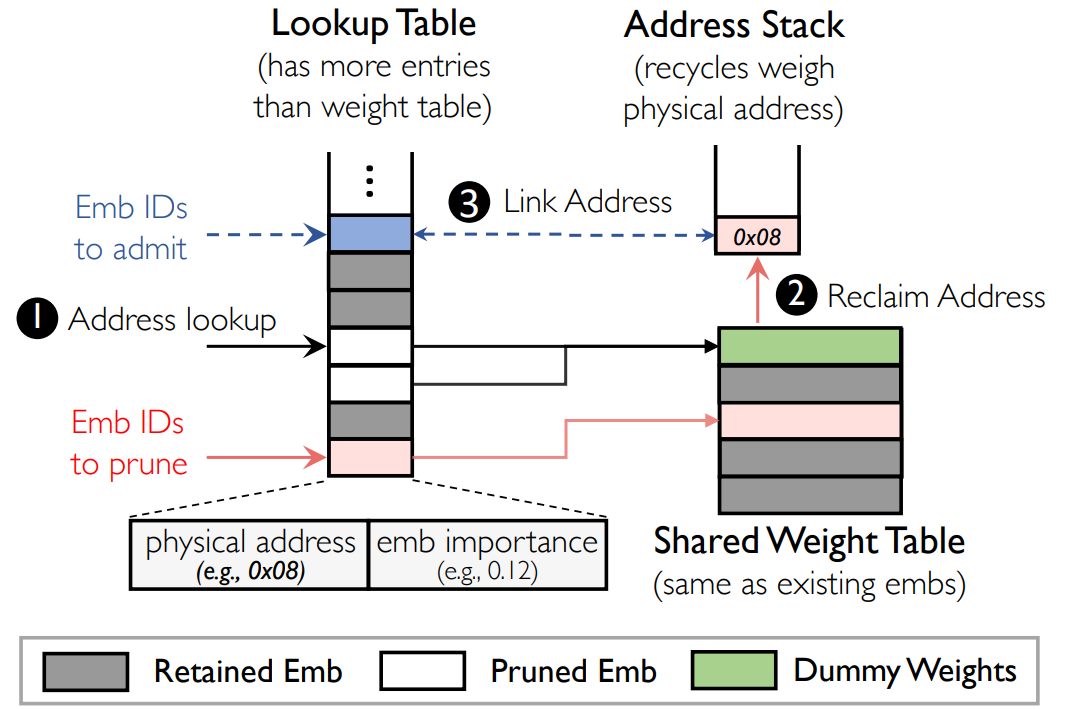 Lookup Table
(has more entries
than weight table)
Address Stack
(recycles weigh
physical address)
⋮
Emb IDs
to admit
3 Link Address
0x08
2 Reclaim Address
1 Address lookup
Emb IDs
to prune
physical address
(e.g., 0x08)
emb importance
(e.g., 0.12)
Shared Weight Table
(same as existing embs)
Retained Emb
Pruned Emb
Dummy Weights